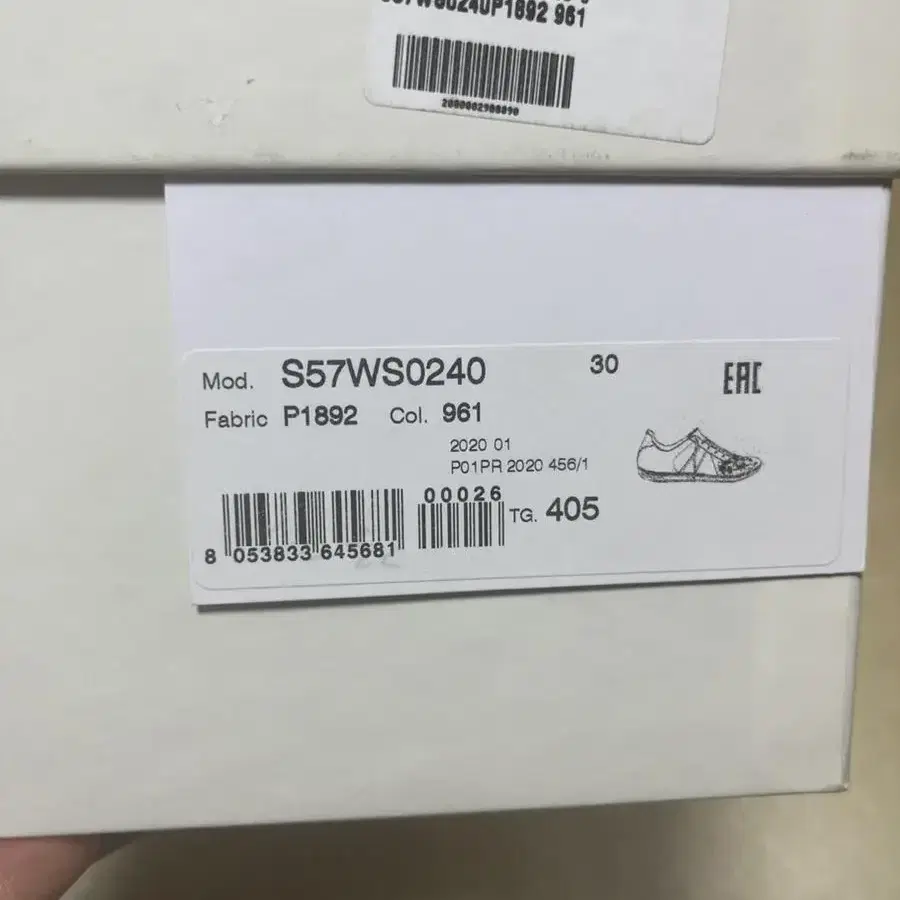 S57WS0240P1892 961
2000002908090
Mod. S57WS0240 30 EAC
Fabric P1892 Col. 961
2020 01
P01PR 2020 456/1
00026
TG. 405
8 053833 645681